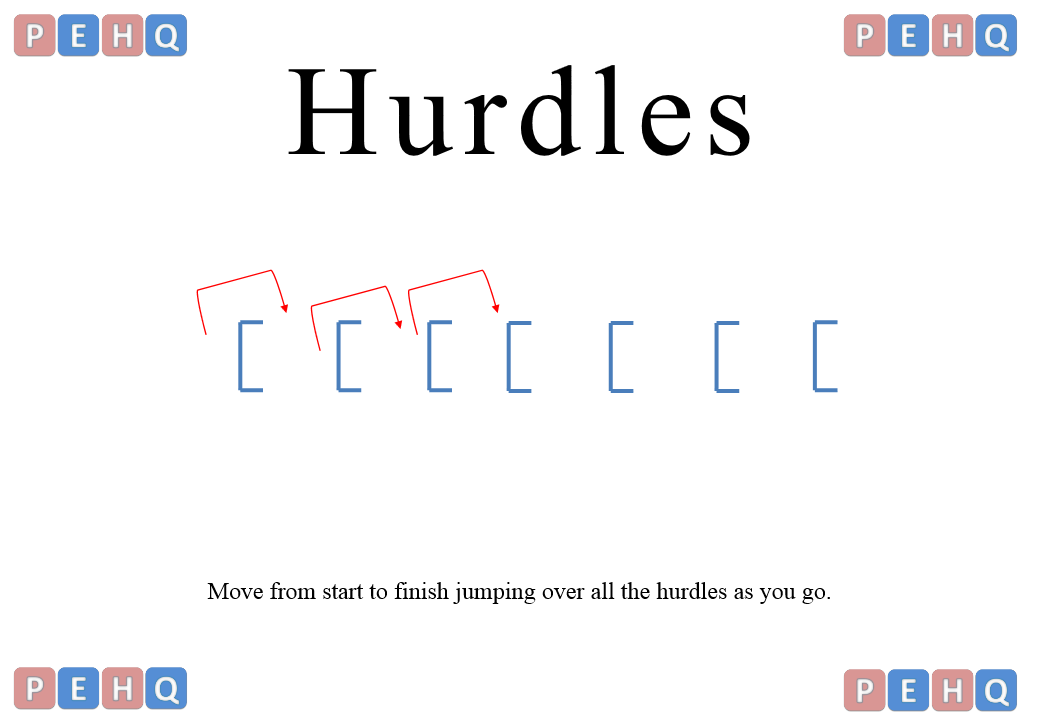 PEHQ
PEHQ
Hurdles
Move from start to finish jumping over all the hurdles as you go.
PEHQ
PEHQ